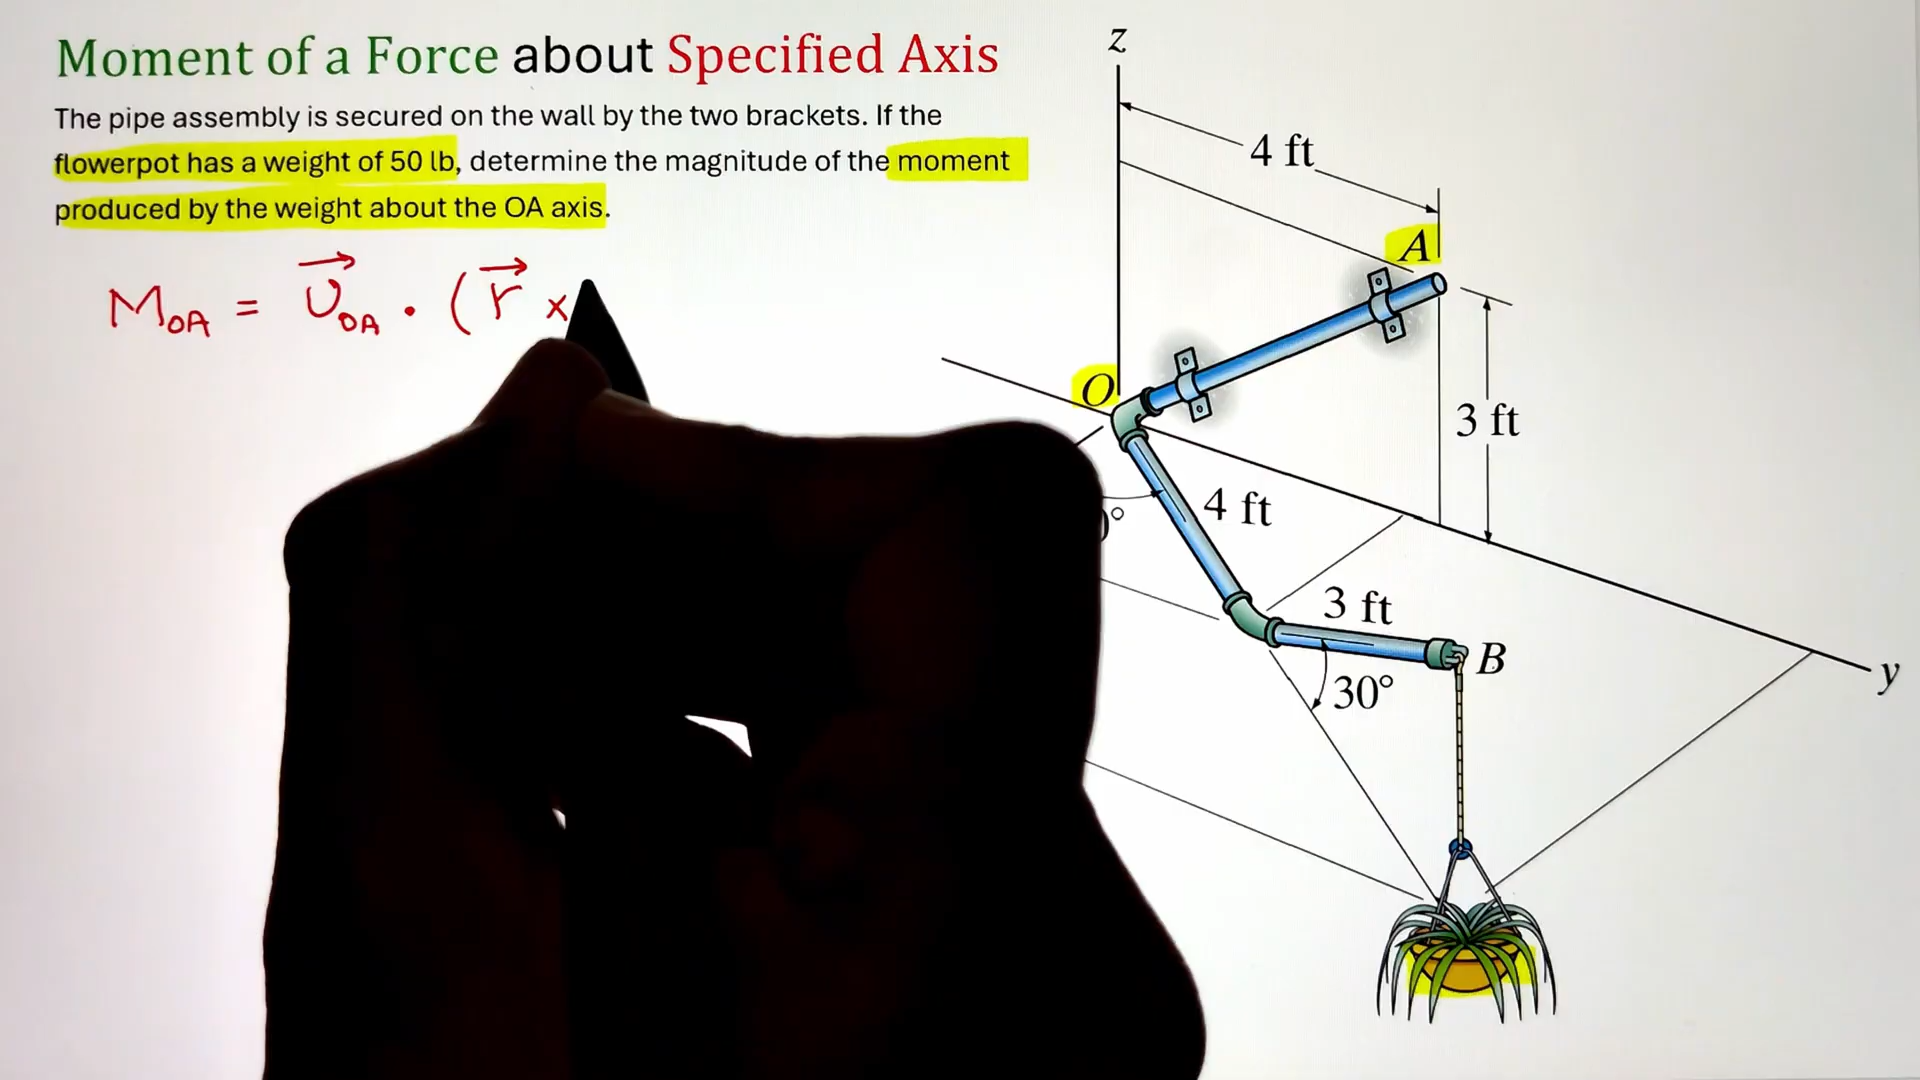 Moment of a Force about Specified Axis
The pipe assembly is secured on the wall by the two brackets. If the
flowerpot has a weight of 50 lb, determine the magnitude of the moment
produced by the weight about the OA axis.
M_OA = U_OA · (r ×
z
4 ft
A
O
3 ft
4 ft
°
3 ft
B
30°
y